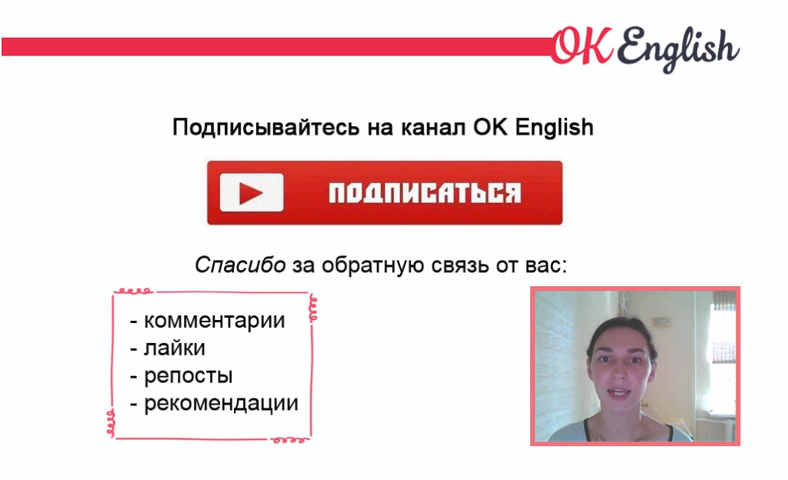 OK English
Подписывайтесь на канал OK English
ПОДПИСАТЬСЯ
Спасибо за обратную связь от вас:
- комментарии
- лайки
- репосты
- рекомендации